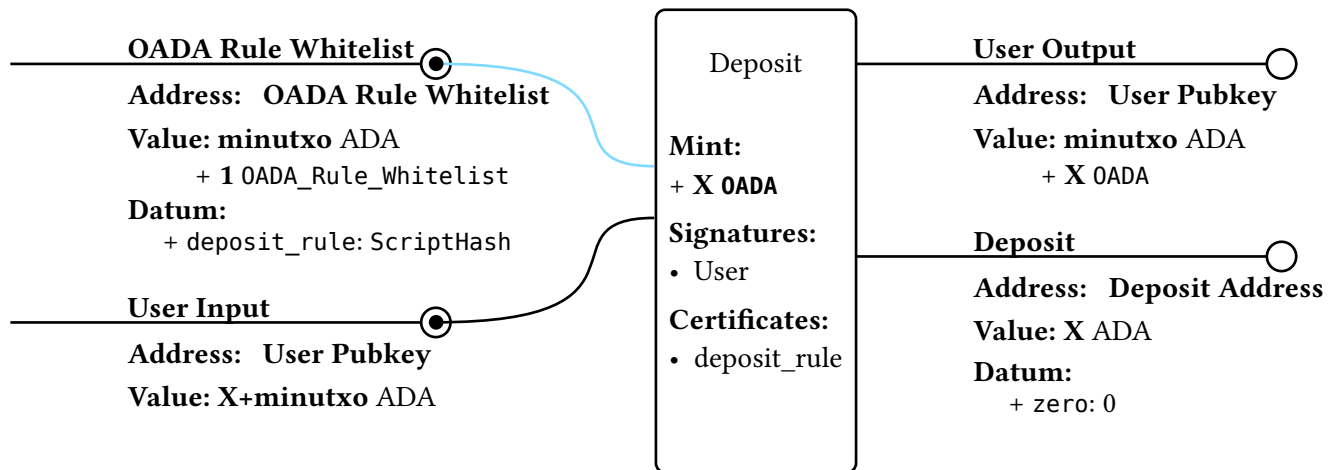 OADA Rule Whitelist
Address: OADA Rule Whitelist
Value: minutxo ADA
+ 1 OADA_Rule_Whitelist
Datum:
+ deposit_rule: ScriptHash
User Input
Address: User Pubkey
Value: X+minutxo ADA
Deposit
Mint:
+ X OADA
Signatures:
• User
Certificates:
• deposit_rule
User Output
Address: User Pubkey
Value: minutxo ADA
+ X OADA
Deposit
Address: Deposit Address
Value: X ADA
Datum:
+ zero: 0